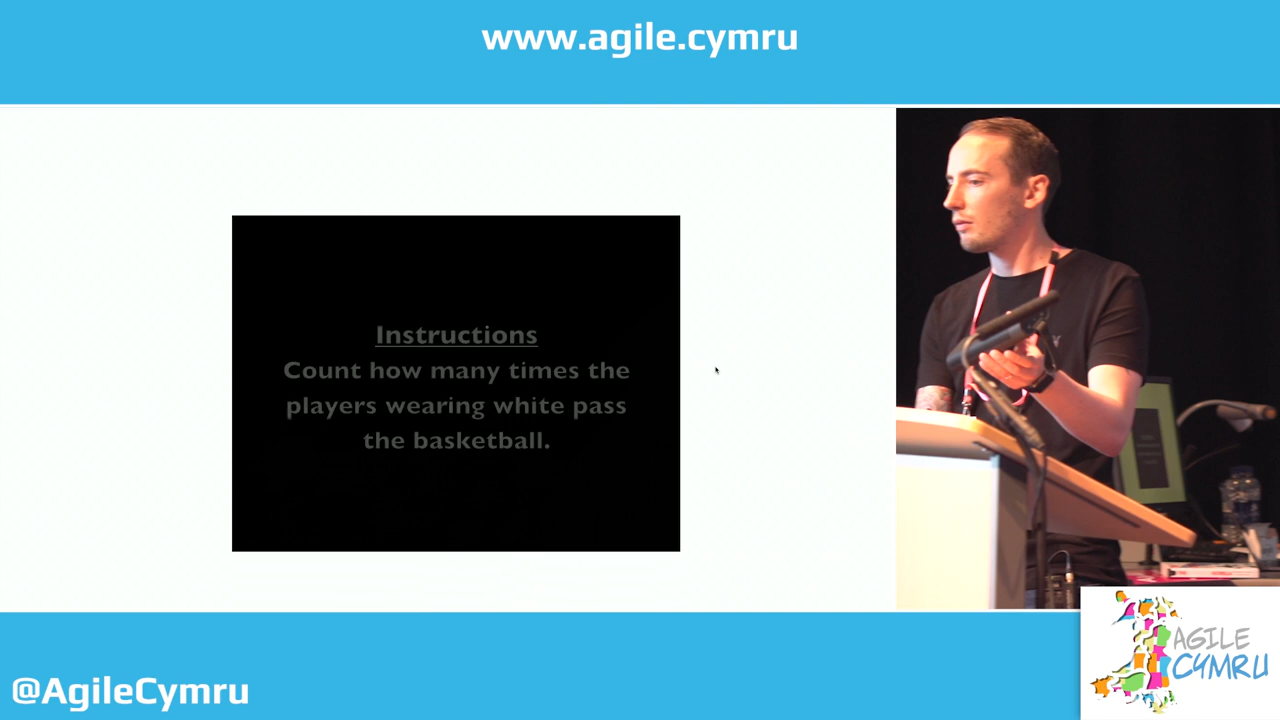 www.agile.cymru
Instructions
Count how many times the
players wearing white pass
the basketball.
@AgileCymru
AGILE
CYMRU